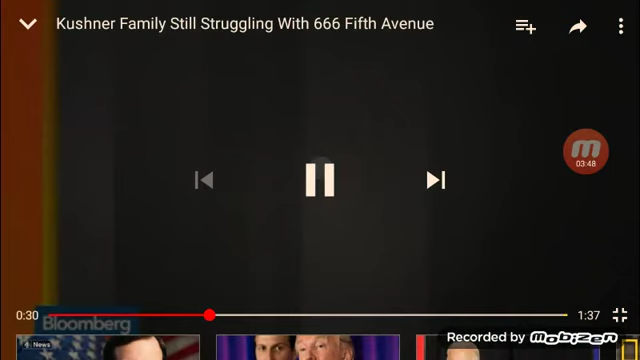 Kushner Family Still Struggling With 666 Fifth Avenue
m
03:48
0:30
1:37
Bloomberg
News
Recorded by mobizen